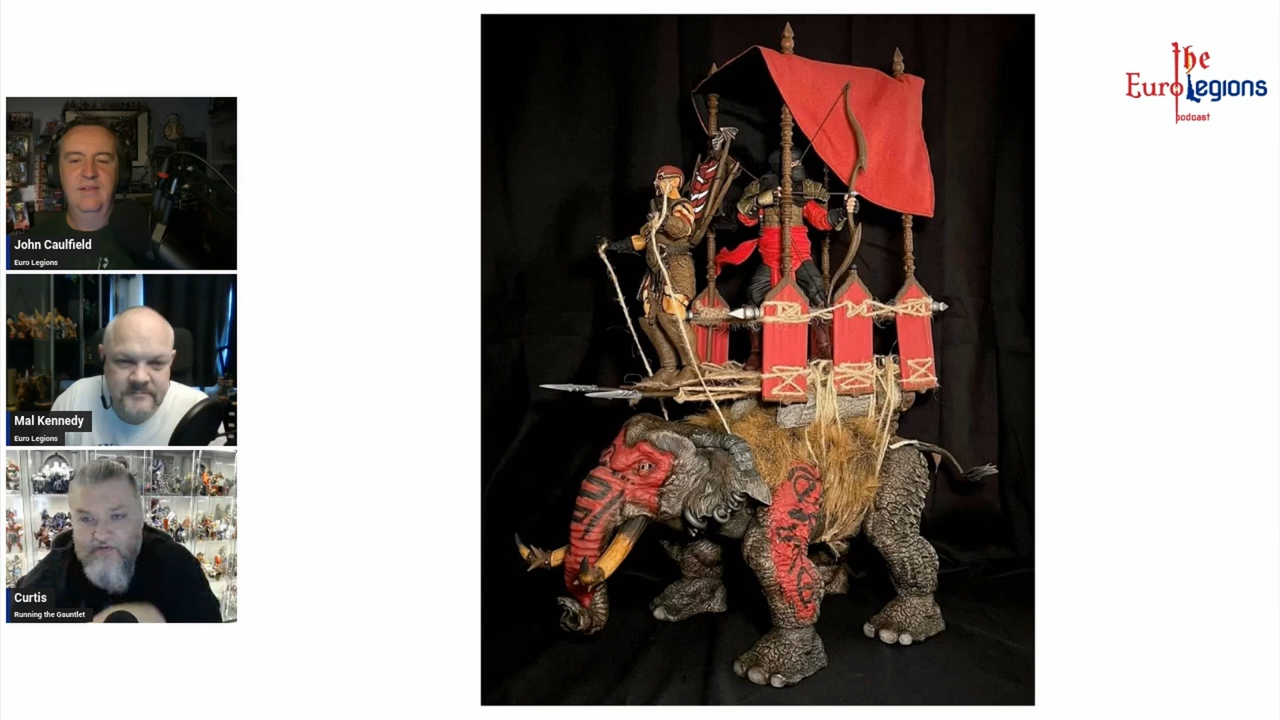 John Caulfield
Euro Legions
Mal Kennedy
Euro Legions
Curtis
Running the Gauntlet
the
Euro Legions
podcast